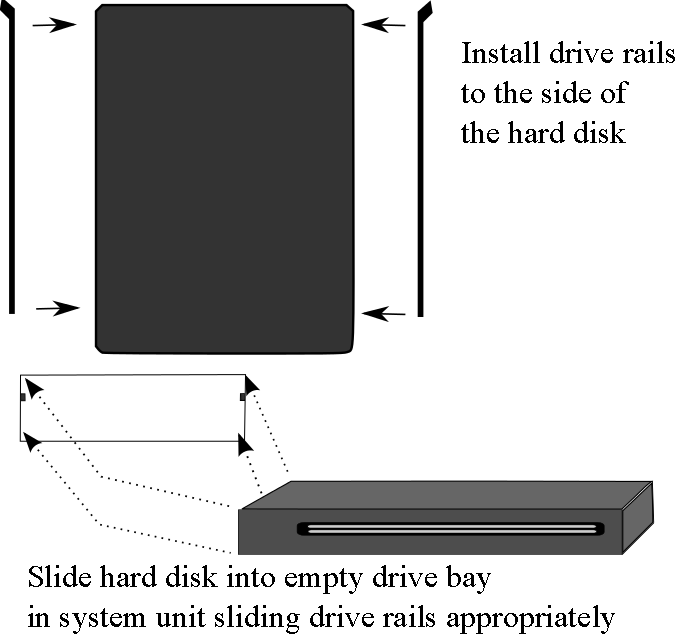 Install drive rails
to the side of
the hard disk
Slide hard disk into empty drive bay
in system unit sliding drive rails appropriately